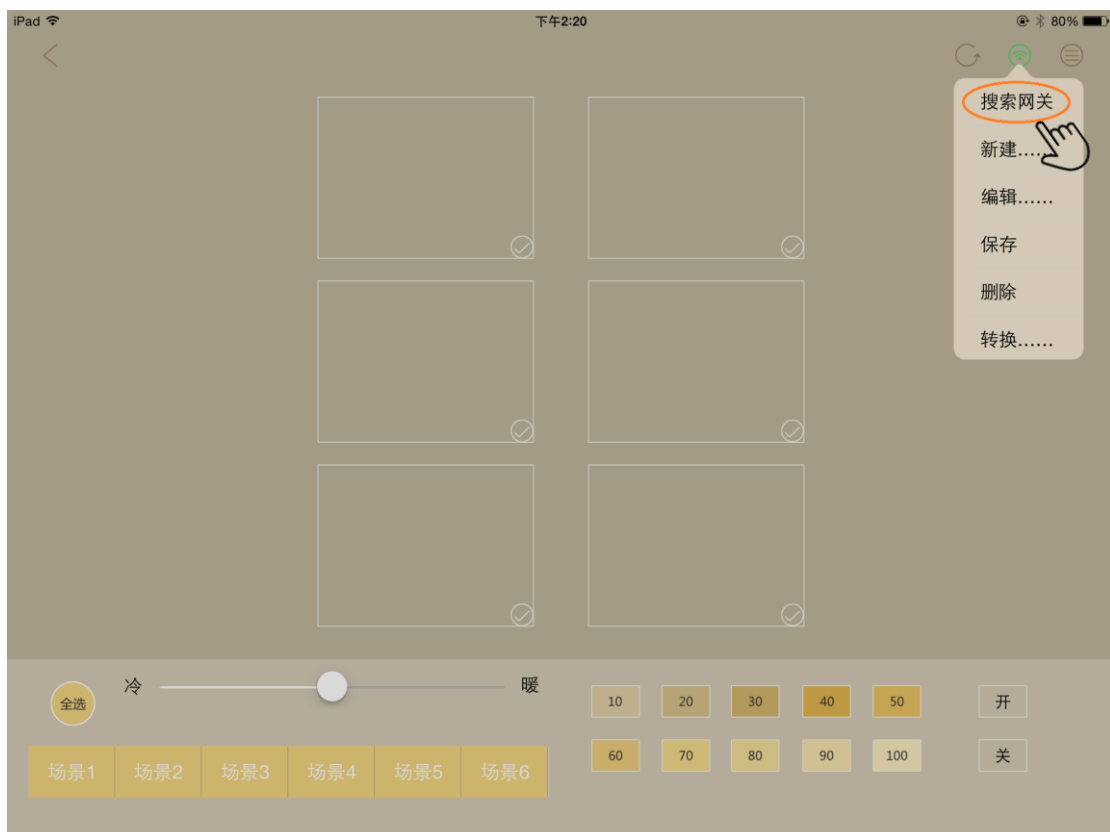 iPad 下午2:20 80%
搜索网关
新建……
编辑……
保存
删除
转换……
冷 暖
全选
10 20 30 40 50 开
60 70 80 90 100 关
场景1 场景2 场景3 场景4 场景5 场景6